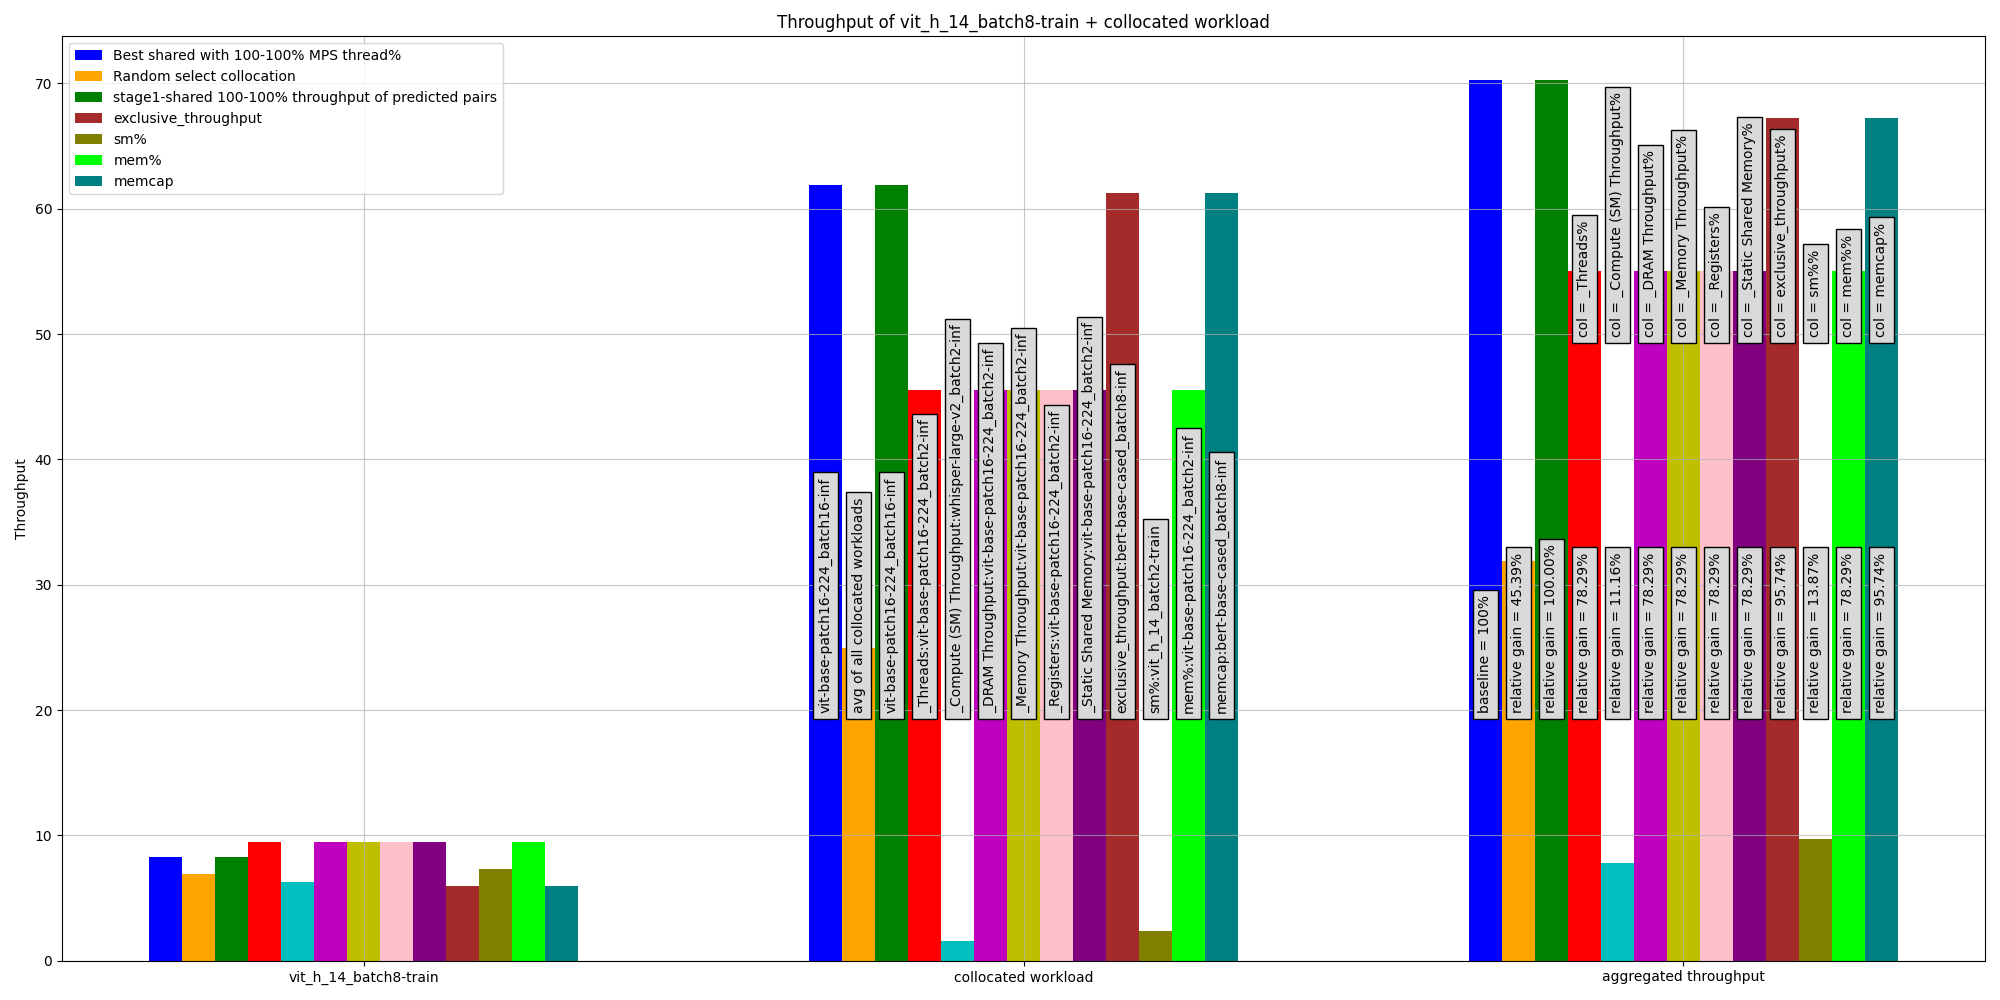 Throughput of vit_h_14_batch8-train + collocated workload
Best shared with 100-100% MPS thread%
Random select collocation
stage1-shared 100-100% throughput of predicted pairs
exclusive_throughput
sm%
mem%
memcap
Throughput
70
60
50
40
30
20
10
0
vit-base-patch16-224_batch16-inf
avg of all collocated workloads
vit-base-patch16-224_batch16-inf
_Threads:vit-base-patch16-224_batch2-inf
_Compute (SM) Throughput:whisper-large-v2_batch2-inf
_DRAM Throughput:vit-base-patch16-224_batch2-inf
_Memory Throughput:vit-base-patch16-224_batch2-inf
_Registers:vit-base-patch16-224_batch2-inf
_Static Shared Memory:vit-base-patch16-224_batch2-inf
exclusive_throughput:bert-base-cased_batch8-inf
sm%:vit_h_14_batch2-train
mem%:vit-base-patch16-224_batch2-inf
memcap:bert-base-cased_batch8-inf
col = _Threads%
col = _Compute (SM) Throughput%
col = _DRAM Throughput%
col = _Memory Throughput%
col = _Registers%
col = _Static Shared Memory%
col = exclusive_throughput%
col = sm%%
col = mem%%
col = memcap%
baseline = 100%
relative gain = 45.39%
relative gain = 100.00%
relative gain = 78.29%
relative gain = 11.16%
relative gain = 78.29%
relative gain = 78.29%
relative gain = 78.29%
relative gain = 78.29%
relative gain = 95.74%
relative gain = 13.87%
relative gain = 78.29%
relative gain = 95.74%
vit_h_14_batch8-train
collocated workload
aggregated throughput